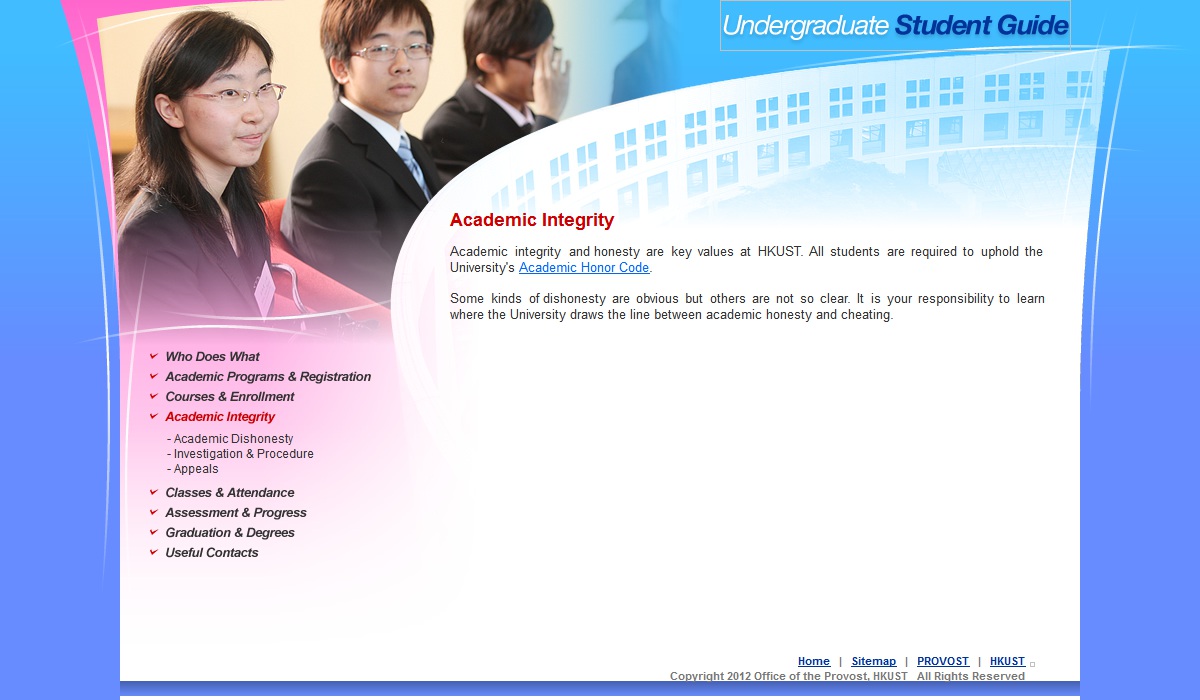 Undergraduate Student Guide
Academic Integrity
Academic integrity and honesty are key values at HKUST. All students are required to uphold the
University's Academic Honor Code.
Some kinds of dishonesty are obvious but others are not so clear. It is your responsibility to learn
where the University draws the line between academic honesty and cheating.
Who Does What
Academic Programs & Registration
Courses & Enrollment
Academic Integrity
- Academic Dishonesty
- Investigation & Procedure
- Appeals
Classes & Attendance
Assessment & Progress
Graduation & Degrees
Useful Contacts
Home | Sitemap | PROVOST | HKUST
Copyright 2012 Office of the Provost, HKUST All Rights Reserved